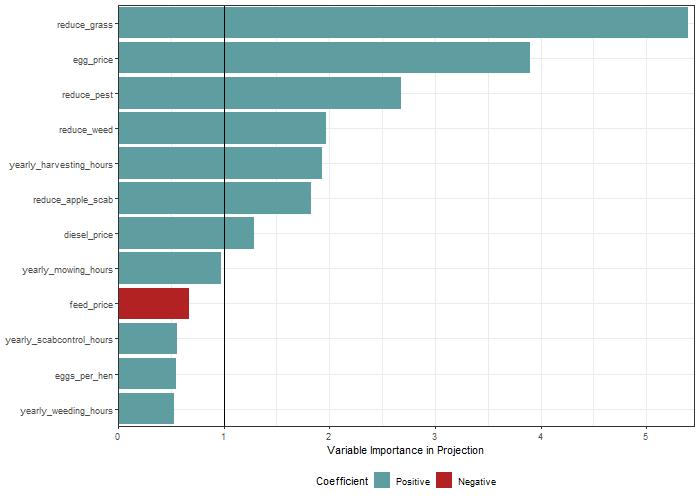 reduce_grass
egg_price
reduce_pest
reduce_weed
yearly_harvesting_hours
reduce_apple_scab
diesel_price
yearly_mowing_hours
feed_price
yearly_scabcontrol_hours
eggs_per_hen
yearly_weeding_hours
0 1 2 3 4 5
Variable Importance in Projection
Coefficient Positive Negative